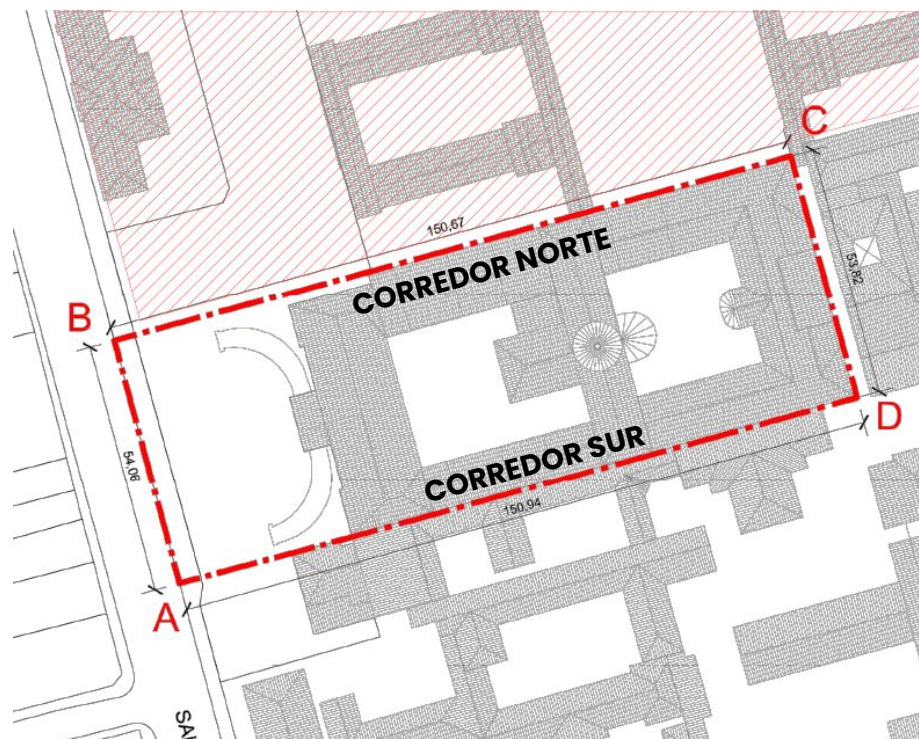 C
150,67
CORREDOR NORTE
53,82
B
54,06
CORREDOR SUR
D
150,94
A